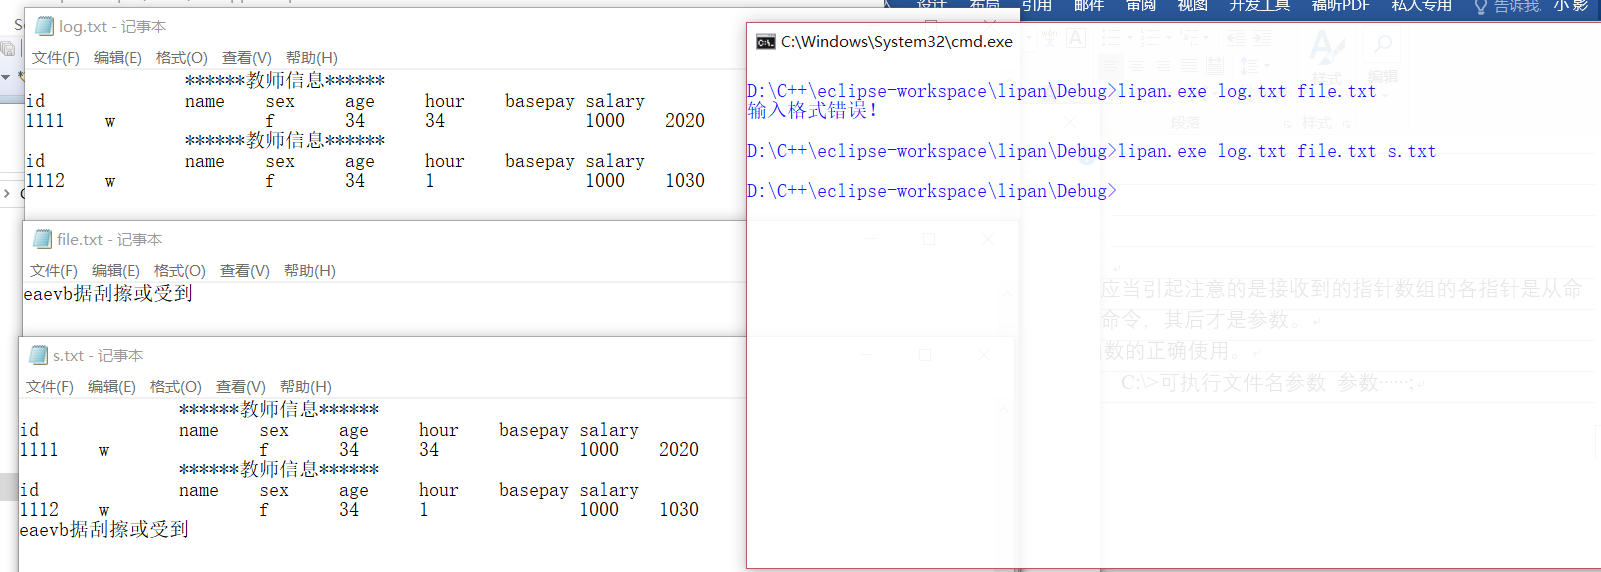 设计 布局 引用 邮件 审阅 视图 开发工具 福昕PDF 私人专用 告诉我. 小 影
log.txt - 记事本
文件(F) 编辑(E) 格式(O) 查看(V) 帮助(H)
******教师信息******
id name sex age hour basepay salary
1111 w f 34 34 1000 2020
******教师信息******
id name sex age hour basepay salary
1112 w f 34 1 1000 1030
file.txt - 记事本
文件(F) 编辑(E) 格式(O) 查看(V) 帮助(H)
eaevb据刮擦或受到
s.txt - 记事本
文件(F) 编辑(E) 格式(O) 查看(V) 帮助(H)
******教师信息******
id name sex age hour basepay salary
1111 w f 34 34 1000 2020
******教师信息******
id name sex age hour basepay salary
1112 w f 34 1 1000 1030
eaevb据刮擦或受到
C:\Windows\System32\cmd.exe
D:\C++\eclipse-workspace\lipan\Debug>lipan.exe log.txt file.txt
输入格式错误!
D:\C++\eclipse-workspace\lipan\Debug>lipan.exe log.txt file.txt s.txt
D:\C++\eclipse-workspace\lipan\Debug>
样式 编辑
段落 样式
应当引起注意的是接收到的指针数组的各指针是从命
命令，其后才是参数。
数的正确使用。
C:\>可执行文件名参数 参数……;